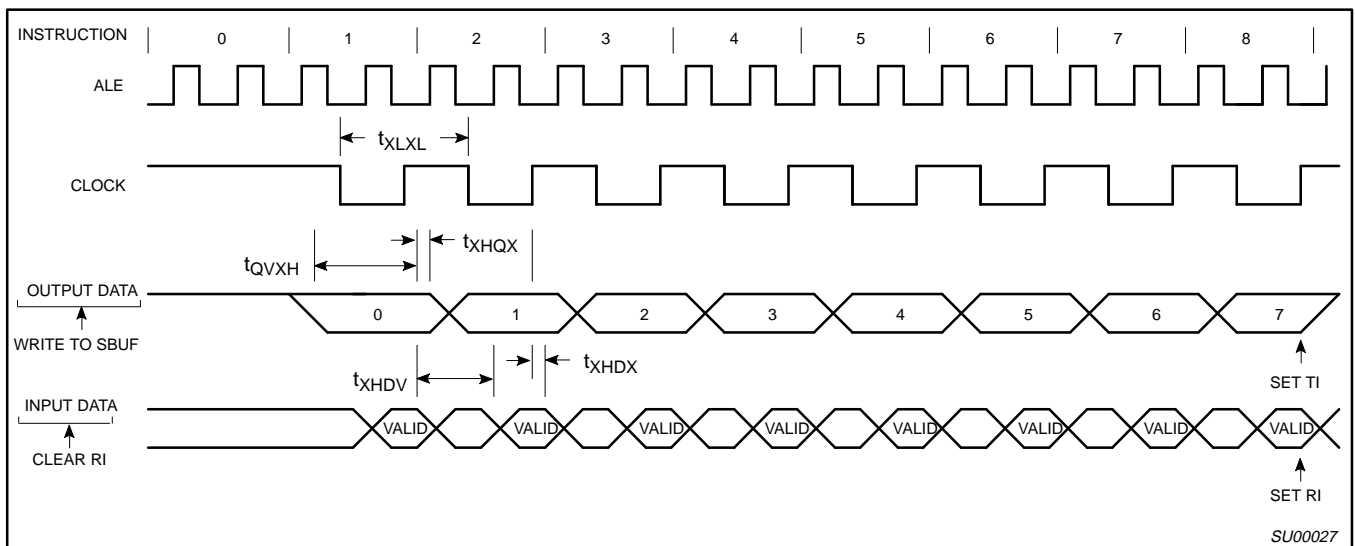 INSTRUCTION 0 1 2 3 4 5 6 7 8
ALE
tXLXL
CLOCK
tXHQX
tQVXH
OUTPUT DATA
0 1 2 3 4 5 6 7
WRITE TO SBUF
tXHDX
tXHDV
SET TI
INPUT DATA
VALID VALID VALID VALID VALID VALID VALID VALID
CLEAR RI
SET RI
SU00027